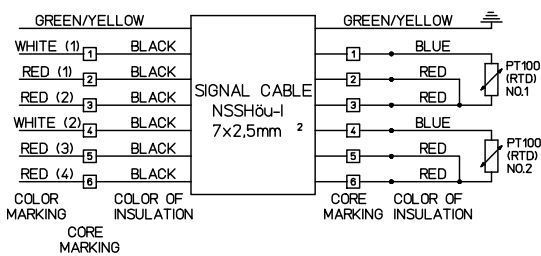 GREEN/YELLOW GREEN/YELLOW
WHITE (1) 1 BLACK 1 BLUE
RED (1) 2 BLACK 2 RED
RED (2) 3 BLACK 3 RED
WHITE (2) 4 BLACK 4 BLUE
RED (3) 5 BLACK 5 RED
RED (4) 6 BLACK 6 RED
SIGNAL CABLE
NSSHöu-I
7x2,5mm 2
PT100
(RTD)
NO.1
PT100
(RTD)
NO.2
COLOR
MARKING
CORE
MARKING
COLOR OF
INSULATION
CORE
MARKING
COLOR OF
INSULATION